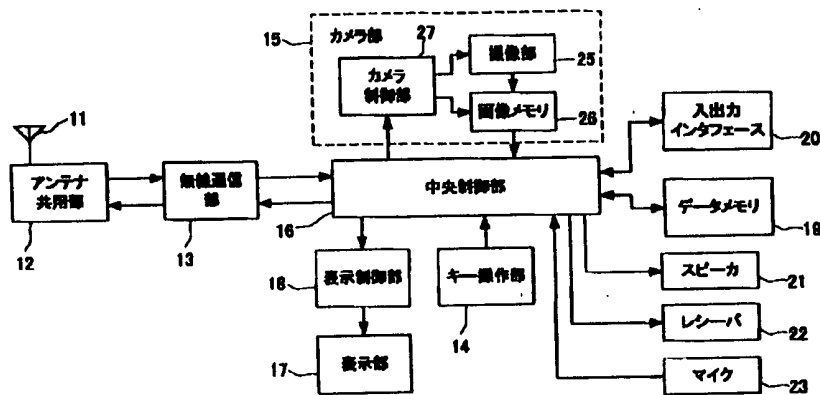 15
カメラ部
27
カメラ
制御部
撮像部
25
画像メモリ
26
11
アンテナ
共用部
12
無線通信
部
13
中央制御部
16
入出力
インタフェース
20
データメモリ
19
18
表示制御部
キー操作部
14
スピーカ
21
レシーバ
22
17
表示部
マイク
23